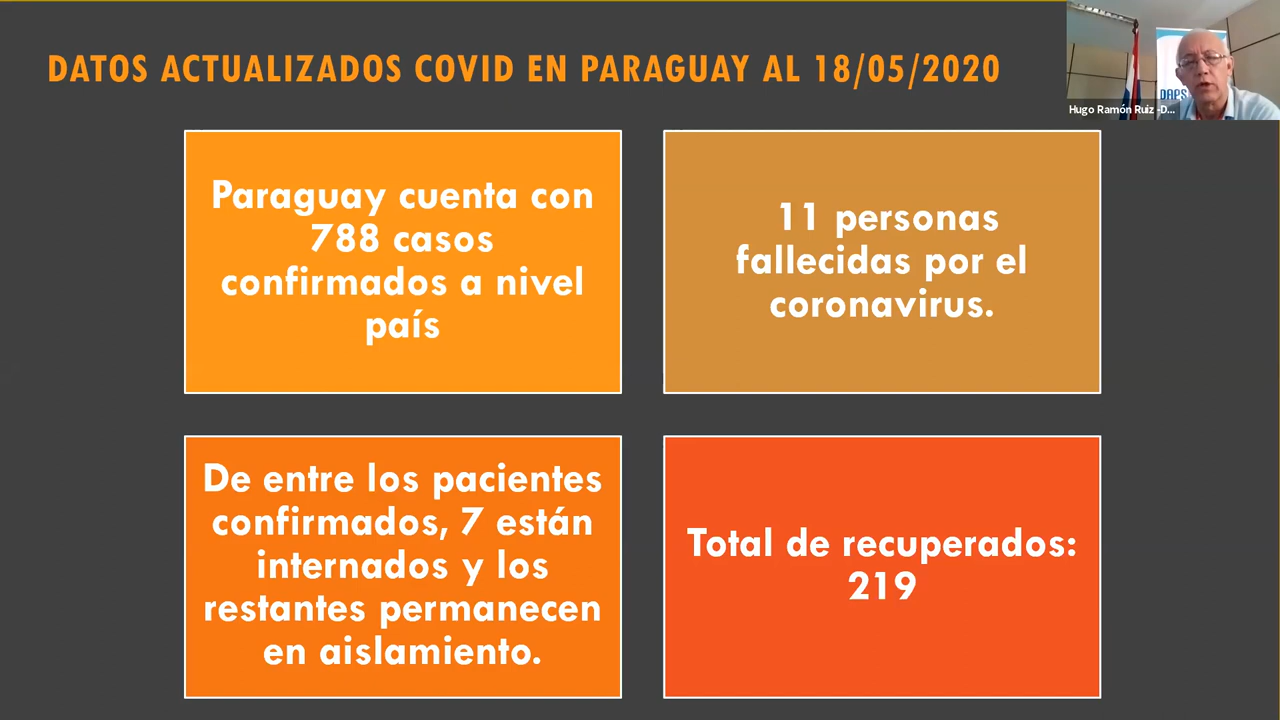 DATOS ACTUALIZADOS COVID EN PARAGUAY AL 18/05/2020
Hugo Ramón Ruiz -D...
DAPS
Paraguay cuenta con
788 casos
confirmados a nivel
país
11 personas
fallecidas por el
coronavirus.
De entre los pacientes
confirmados, 7 están
internados y los
restantes permanecen
en aislamiento.
Total de recuperados:
219